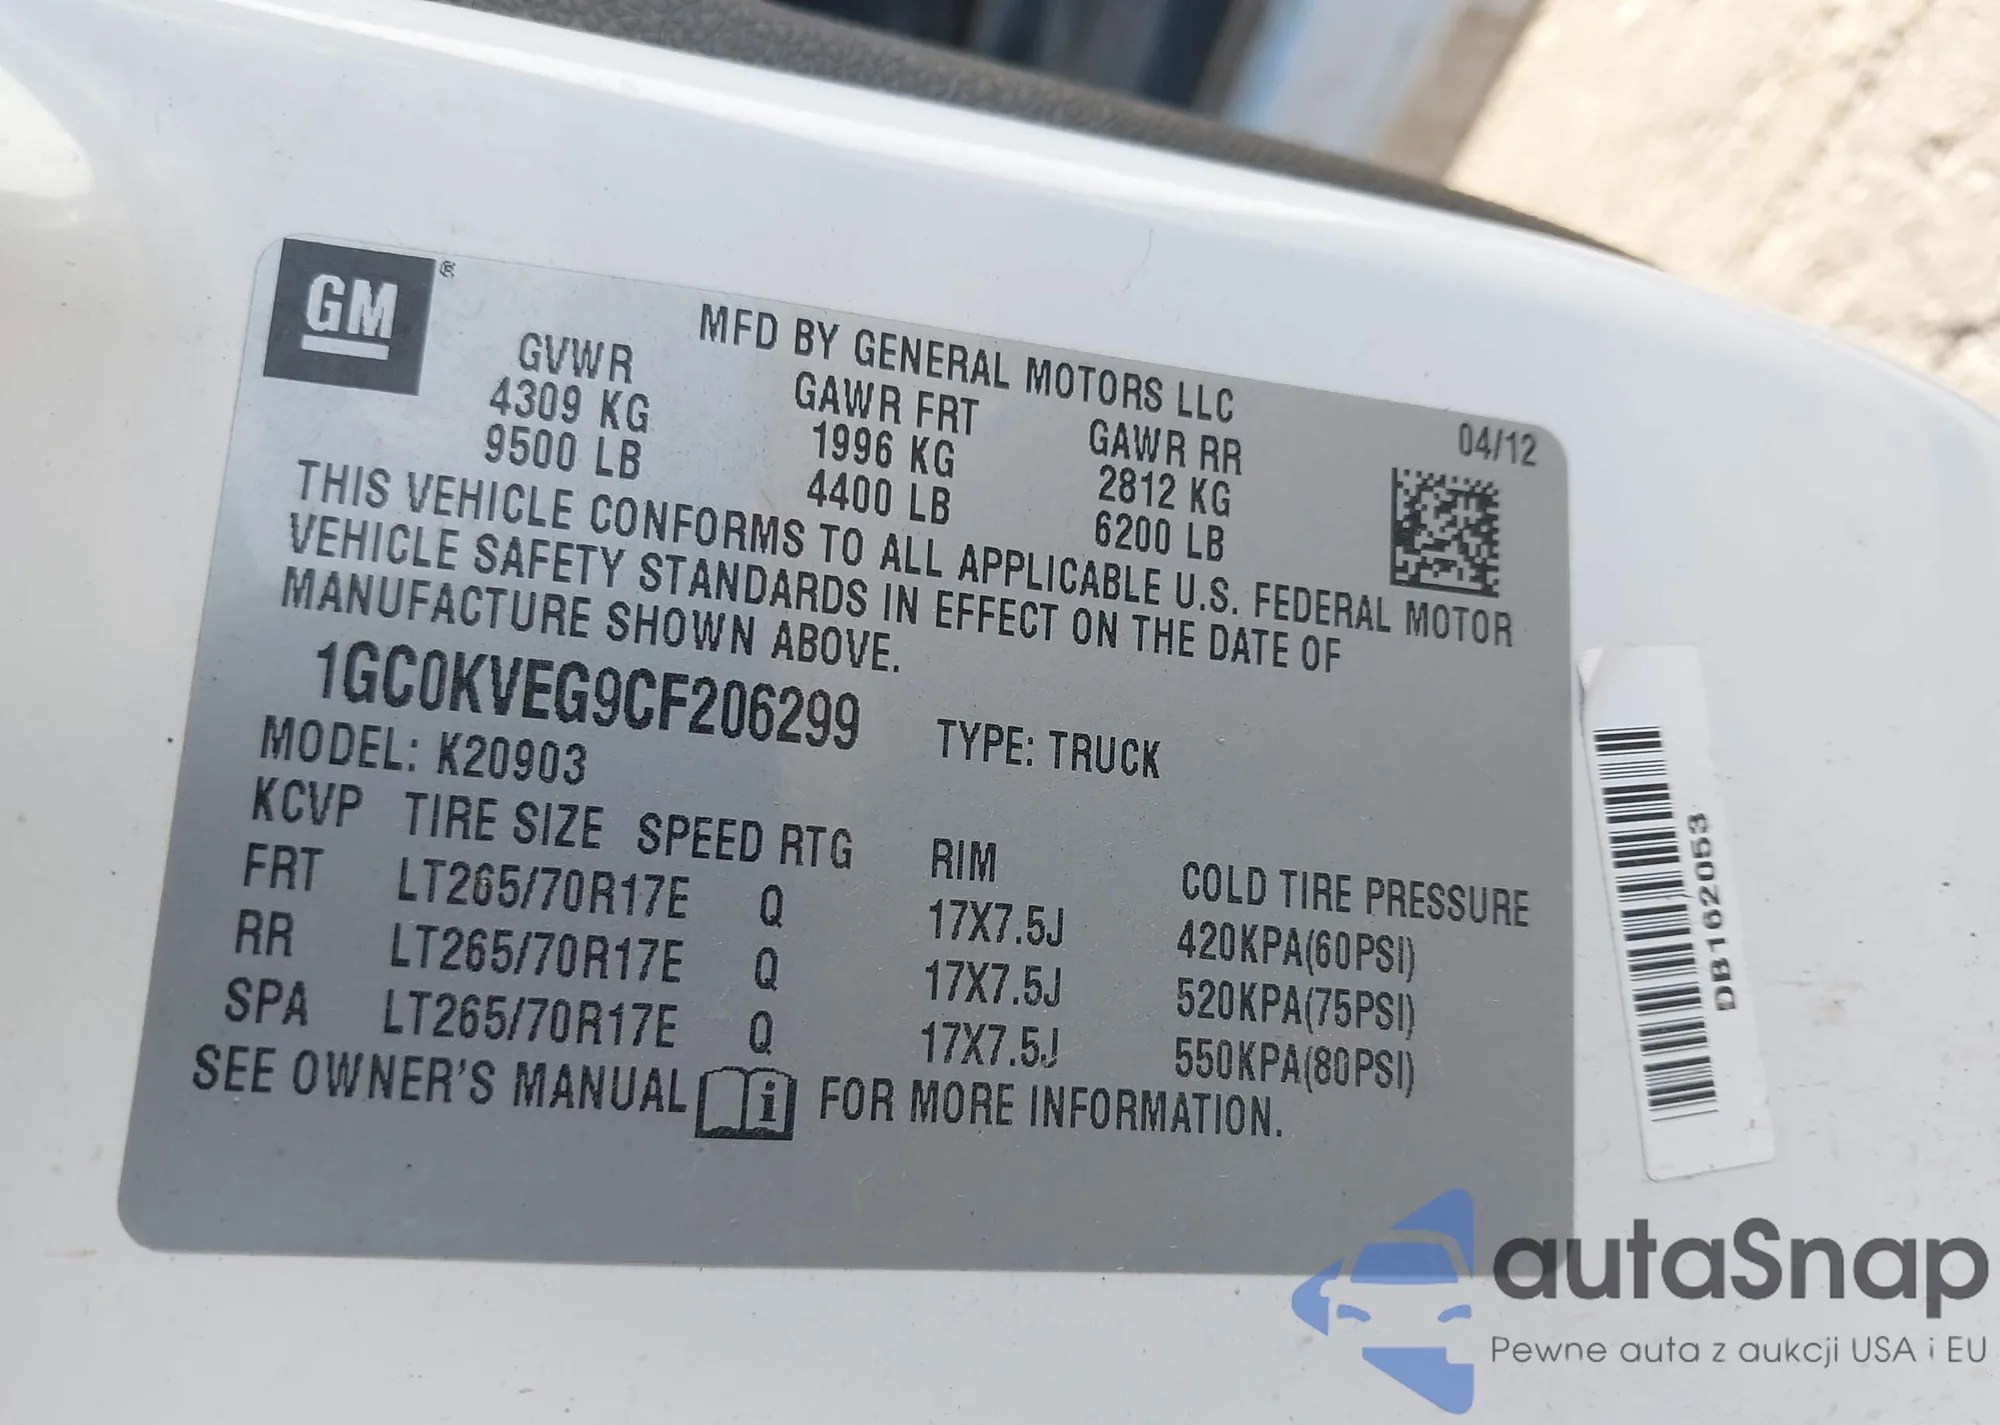 GM®
MFD BY GENERAL MOTORS LLC
04/12
GVWR GAWR FRT GAWR RR
4309 KG 1996 KG 2812 KG
9500 LB 4400 LB 6200 LB
THIS VEHICLE CONFORMS TO ALL APPLICABLE U.S. FEDERAL MOTOR
VEHICLE SAFETY STANDARDS IN EFFECT ON THE DATE OF
MANUFACTURE SHOWN ABOVE.
1GC0KVEG9CF206299 TYPE: TRUCK
MODEL: K20903
KCVP TIRE SIZE SPEED RTG RIM COLD TIRE PRESSURE
FRT LT265/70R17E Q 17X7.5J 420KPA(60PSI)
RR LT265/70R17E Q 17X7.5J 520KPA(75PSI)
SPA LT265/70R17E Q 17X7.5J 550KPA(80PSI)
SEE OWNER'S MANUAL i FOR MORE INFORMATION.
DB162053
autaSnap
Pewne auta z aukcji USA i EU